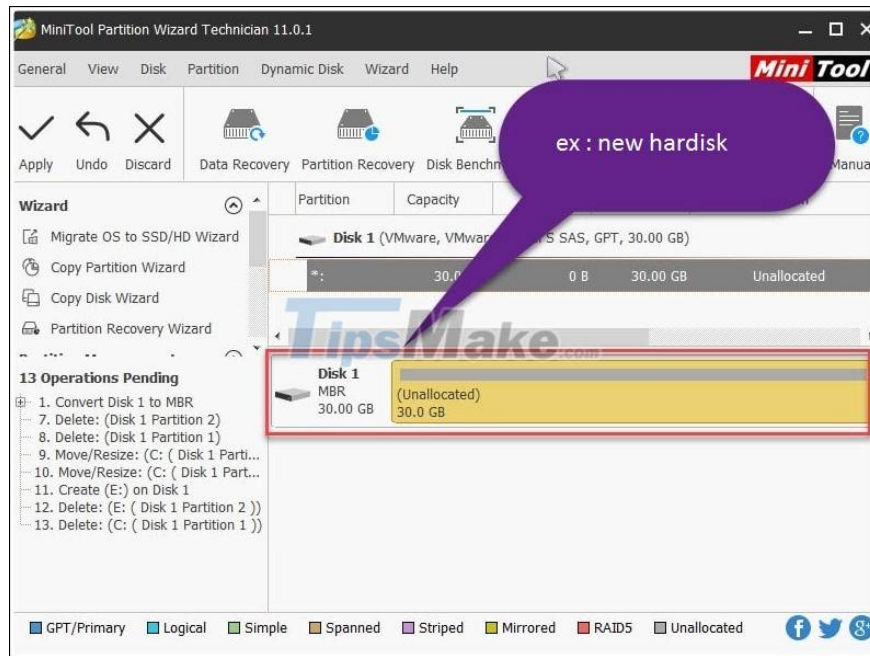 MiniTool Partition Wizard Technician 11.0.1
General View Disk Partition Dynamic Disk Wizard Help
Mini Tool
ex : new hardisk
Apply Undo Discard Data Recovery Partition Recovery Disk Benchm Manua
Wizard
Migrate OS to SSD/HD Wizard
Copy Partition Wizard
Copy Disk Wizard
Partition Recovery Wizard
Partition Capacity
Disk 1 (VMware, VMwar S SAS, GPT, 30.00 GB)
*: 30.0 0 B 30.00 GB Unallocated
TipsMake.com
Disk 1
MBR
30.00 GB
(Unallocated)
30.0 GB
13 Operations Pending
1. Convert Disk 1 to MBR
7. Delete: (Disk 1 Partition 2)
8. Delete: (Disk 1 Partition 1)
9. Move/Resize: (C: ( Disk 1 Parti...
10. Move/Resize: (C: ( Disk 1 Part...
11. Create (E:) on Disk 1
12. Delete: (E: ( Disk 1 Partition 2 ))
13. Delete: (C: ( Disk 1 Partition 1 ))
GPT/Primary Logical Simple Spanned Striped Mirrored RAID5 Unallocated